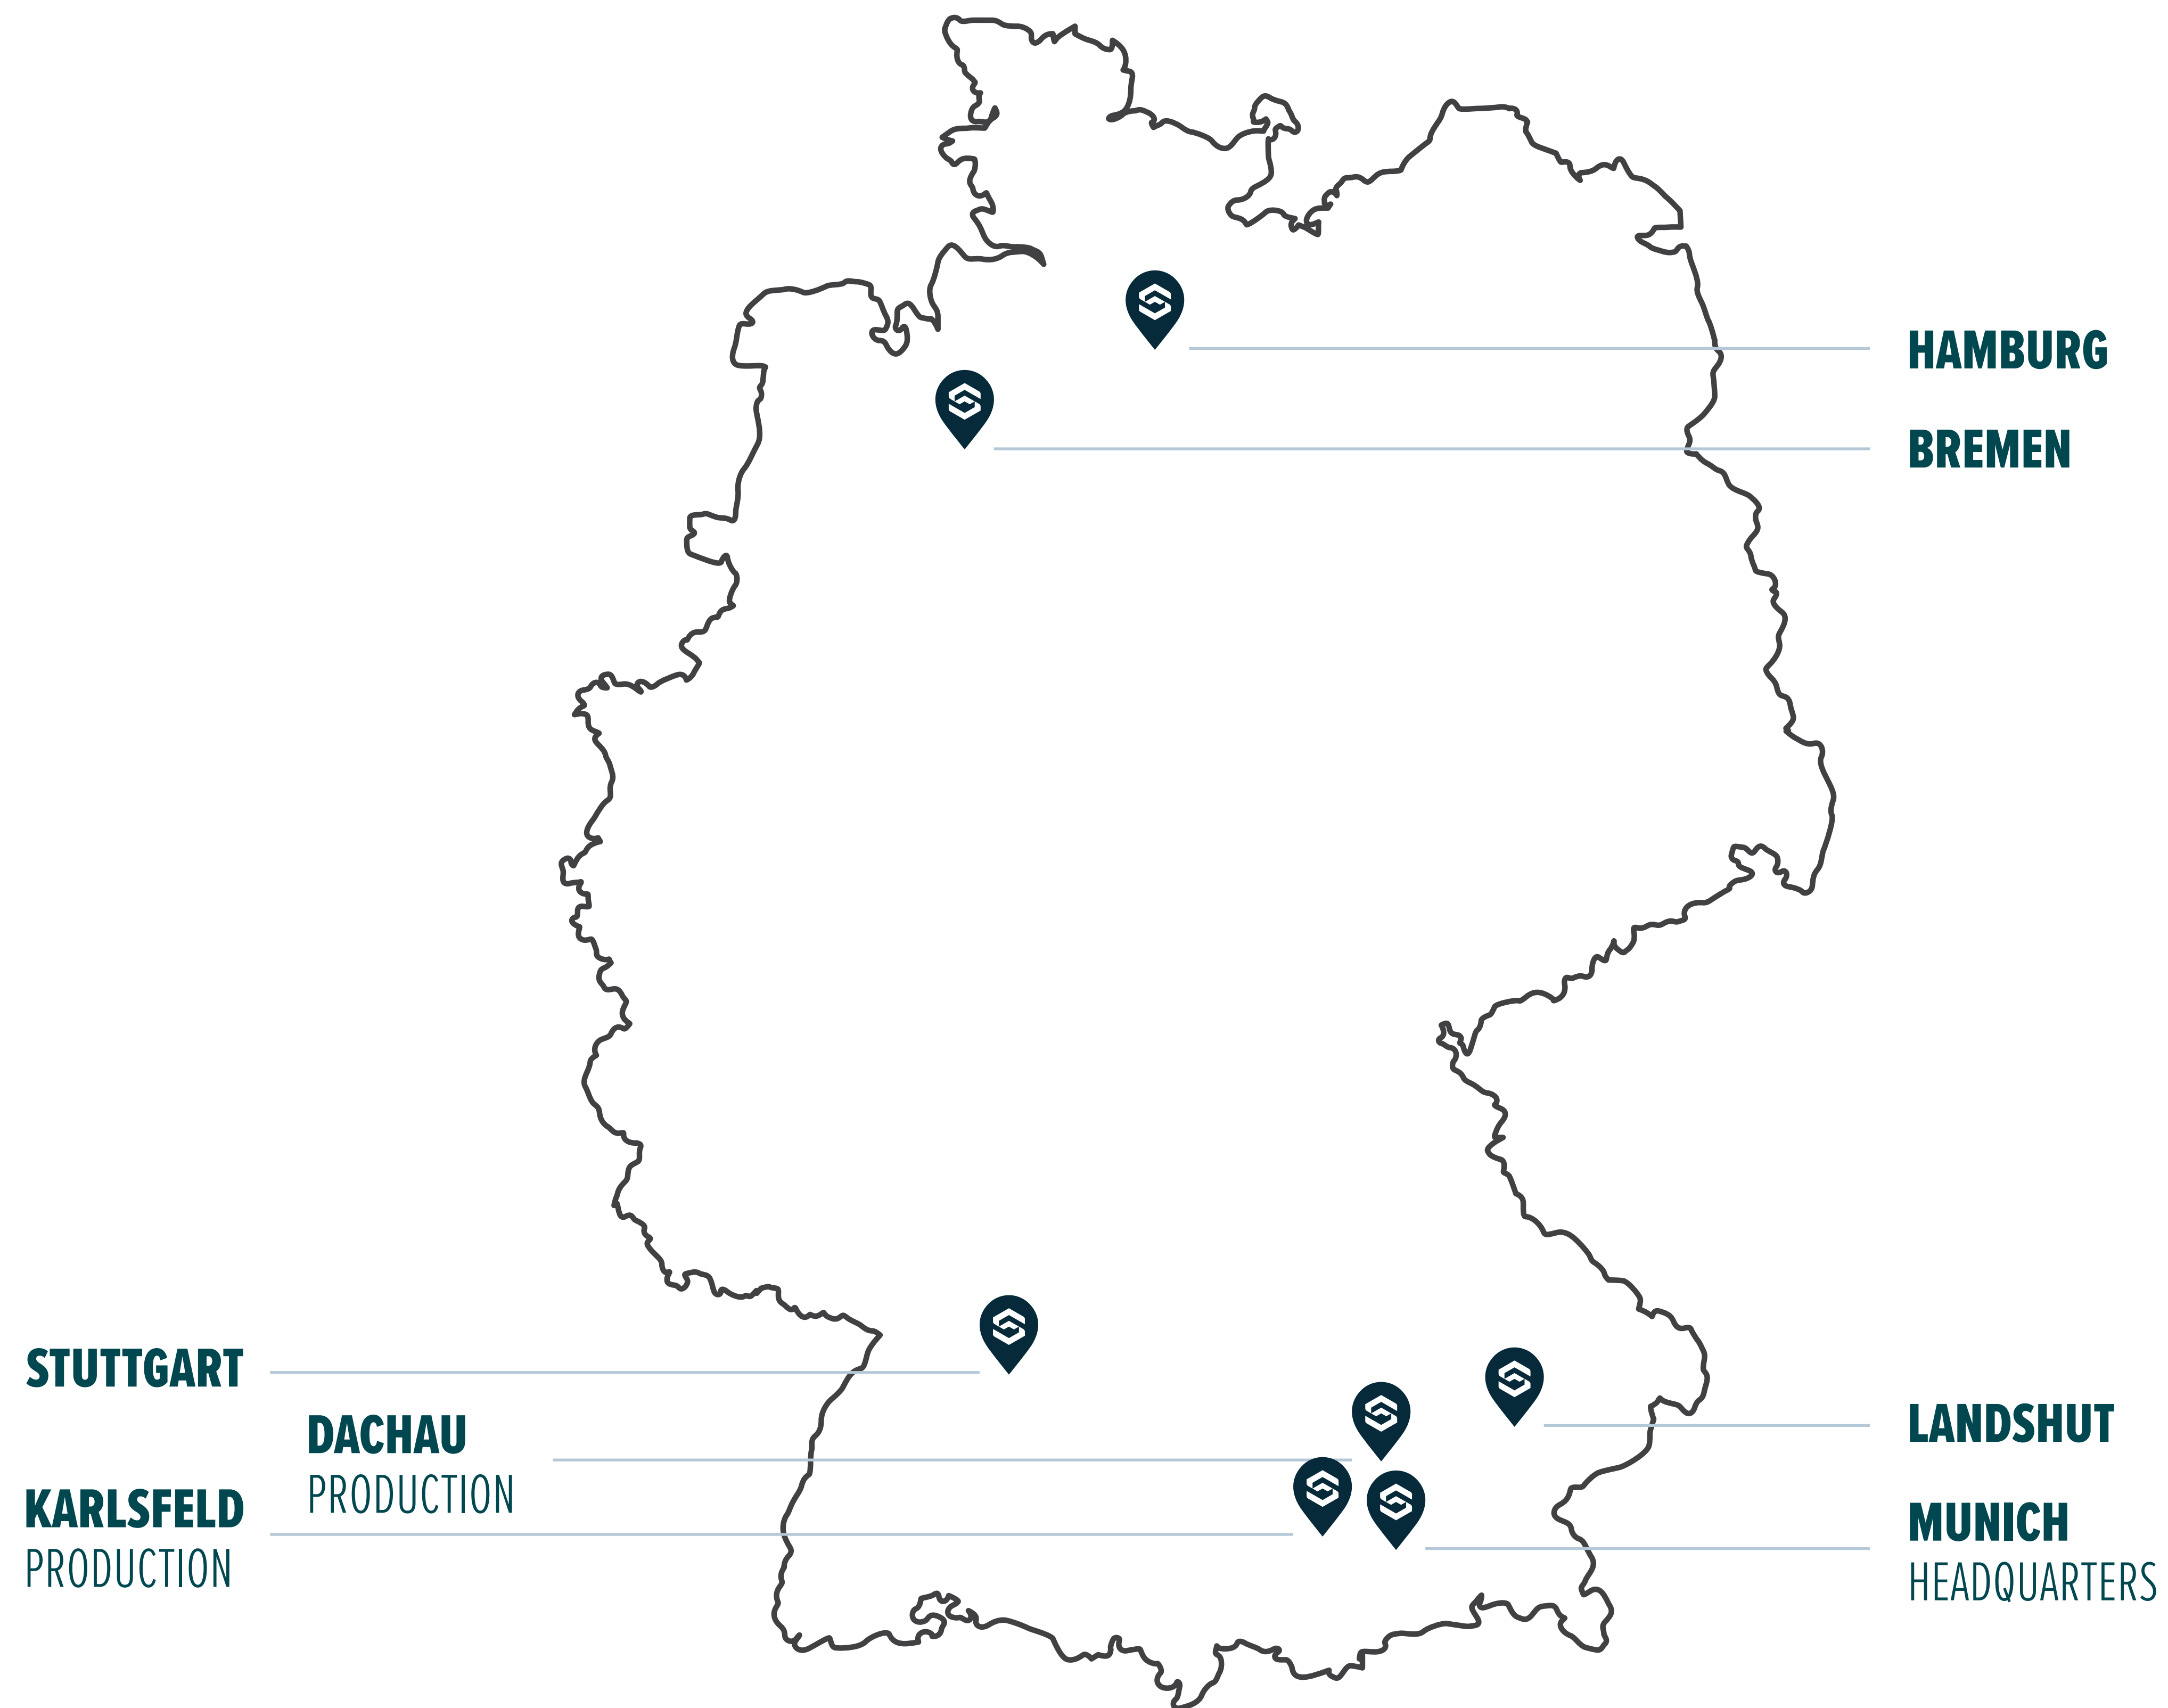 HAMBURG
BREMEN
STUTTGART
DACHAU
PRODUCTION
KARLSFELD
PRODUCTION
LANDSHUT
MUNICH
HEADQUARTERS